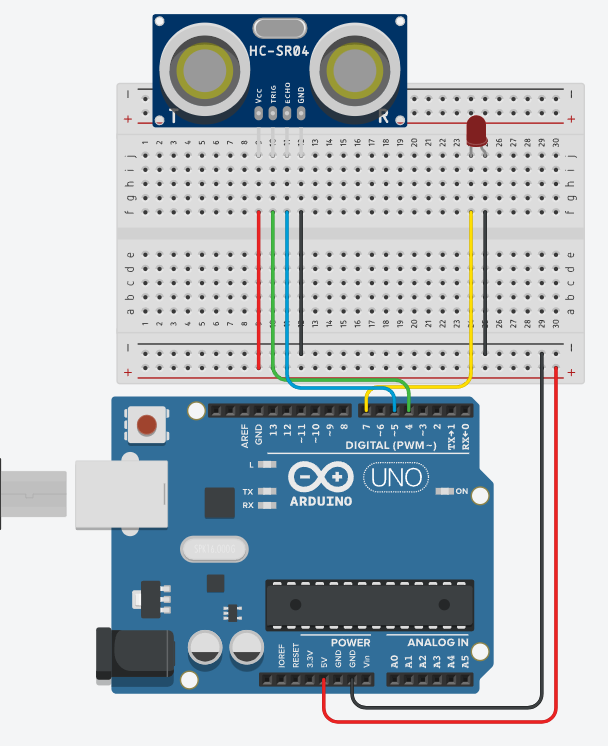 HC-SR04
Vcc TRIG ECHO GND
T R
− −
+ +
1 2 3 4 5 6 7 8 9 10 11 12 13 14 15 16 17 18 19 20 21 22 23 24 25 26 27 28 29 30
j j
i i
h h
g g
f f
e e
d d
c c
b b
a a
1 2 3 4 5 6 7 8 9 10 11 12 13 14 15 16 17 18 19 20 21 22 23 24 25 26 27 28 29 30
− −
+ +
AREF GND 13 12 ~11 ~10 ~9 8 7 ~6 ~5 4 ~3 2 TX→1 RX←0
DIGITAL (PWM~)
L
TX
RX
ARDUINO
UNO
ON
POWER ANALOG IN
IOREF RESET 3.3V 5V GND GND Vin A0 A1 A2 A3 A4 A5